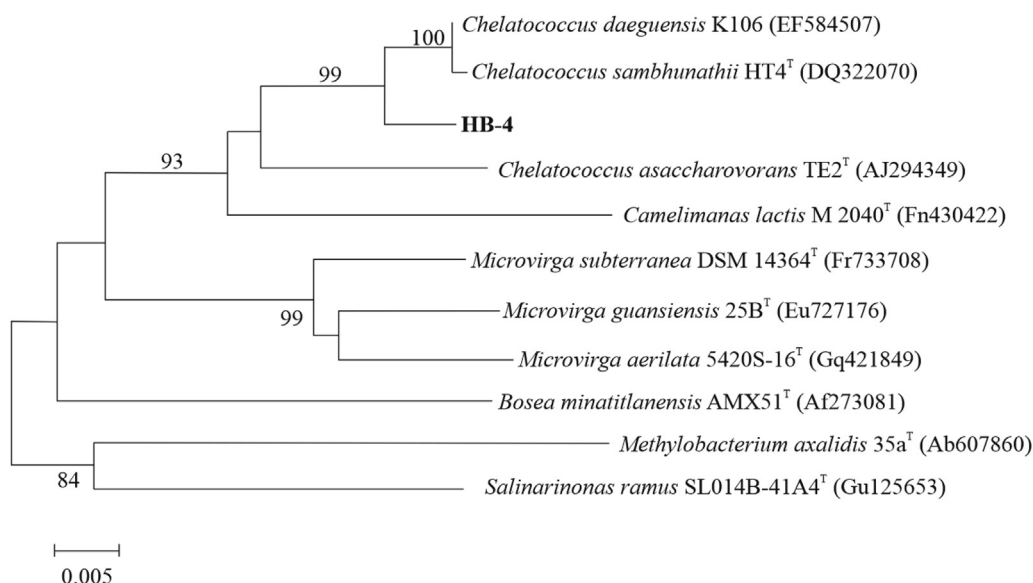 Chelatococcus daeguensis K106 (EF584507)
100
Chelatococcus sambhunathii HT4ᵀ (DQ322070)
99
HB-4
93
Chelatococcus asaccharovorans TE2ᵀ (AJ294349)
Camelimanas lactis M 2040ᵀ (Fn430422)
Microvirga subterranea DSM 14364ᵀ (Fr733708)
Microvirga guansiensis 25Bᵀ (Eu727176)
99
Microvirga aerilata 5420S-16ᵀ (Gq421849)
Bosea minatitlanensis AMX51ᵀ (Af273081)
Methylobacterium axalidis 35aᵀ (Ab607860)
84
Salinarinonas ramus SL014B-41A4ᵀ (Gu125653)
0.005